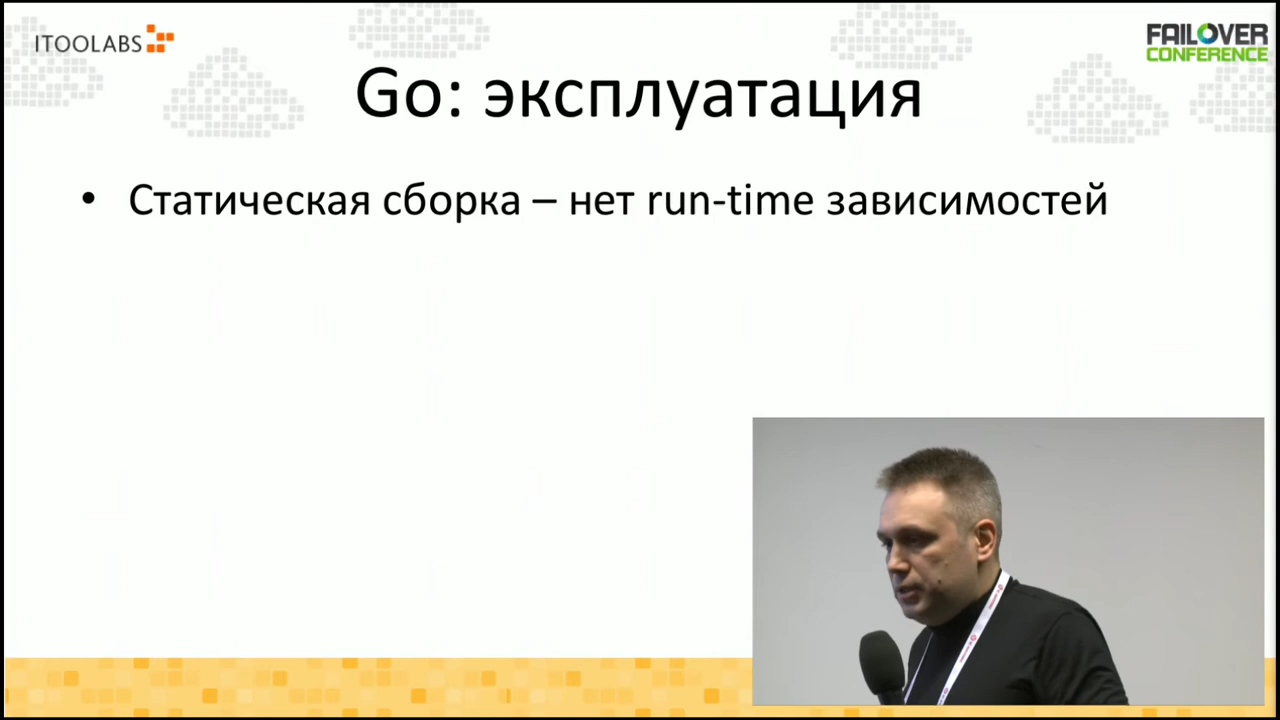 ITOOLABS
FAILOVER
CONFERENCE
Go: эксплуатация
• Статическая сборка – нет run-time зависимостей